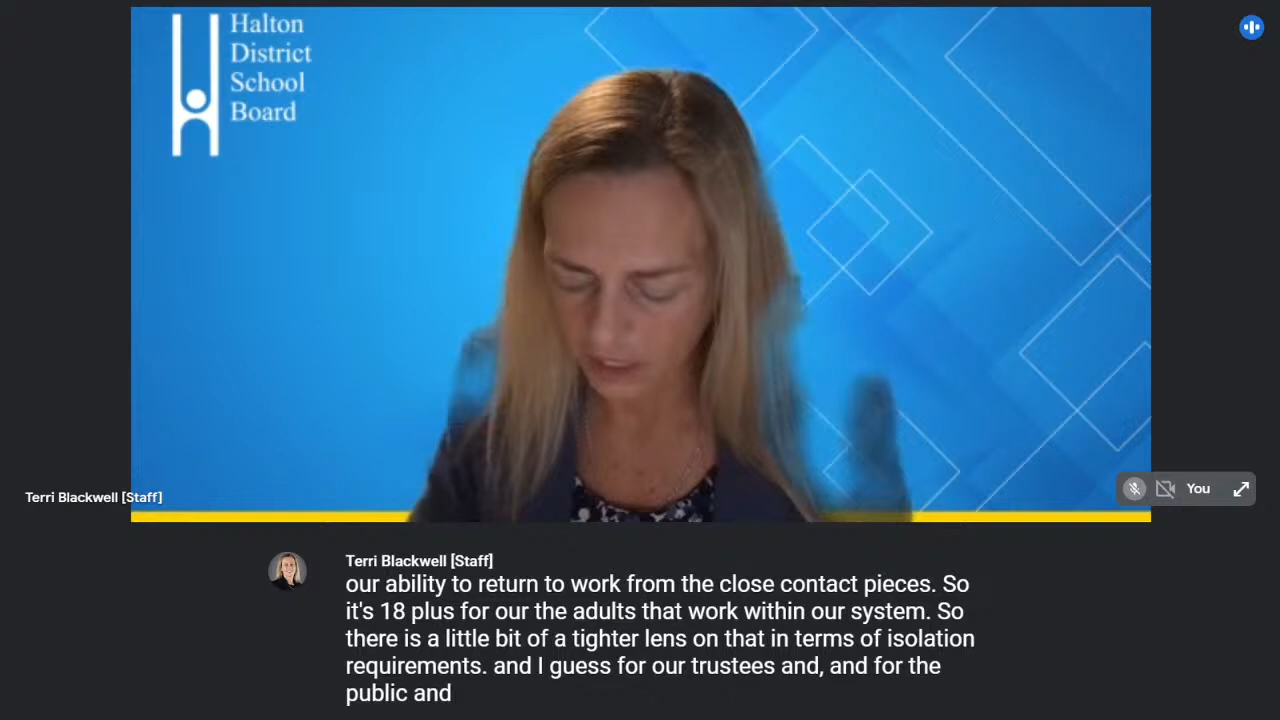 Halton
District
School
Board
Terri Blackwell [Staff]
You
Terri Blackwell [Staff]
our ability to return to work from the close contact pieces. So
it's 18 plus for our the adults that work within our system. So
there is a little bit of a tighter lens on that in terms of isolation
requirements. and I guess for our trustees and, and for the
public and